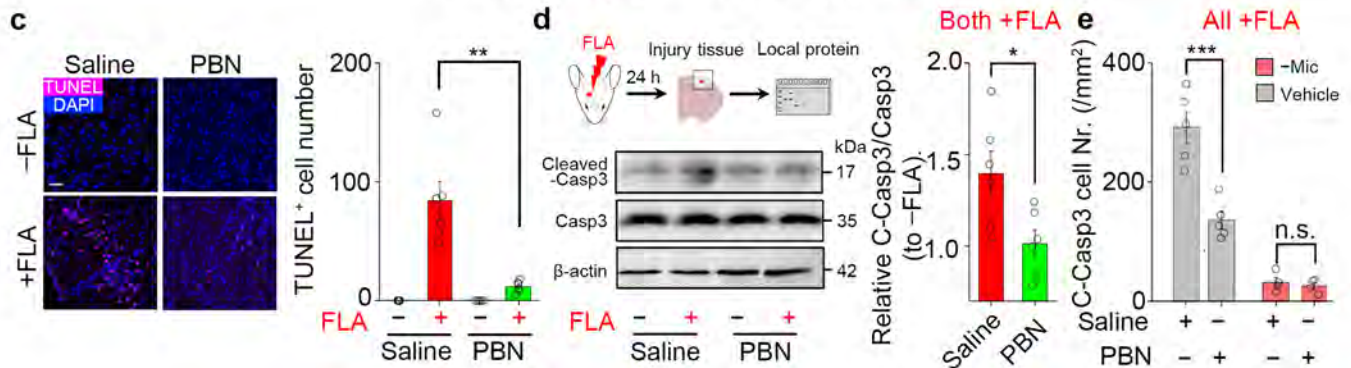 c
Saline PBN
TUNEL
DAPI
−FLA
+FLA
TUNEL⁺ cell number
200
100
0
**
FLA − + − +
Saline PBN
d
FLA
24 h
Injury tissue
Local protein
kDa
Cleaved
-Casp3
17
Casp3
35
β-actin
42
FLA − + − +
Saline PBN
Both +FLA
Relative C-Casp3/Casp3
(to −FLA).
2.0
1.5
1.0
*
Saline
PBN
e
All +FLA
C-Casp3 cell Nr. (/mm²)
400
200
0
***
n.s.
−Mic
Vehicle
Saline + − + −
PBN − + − +